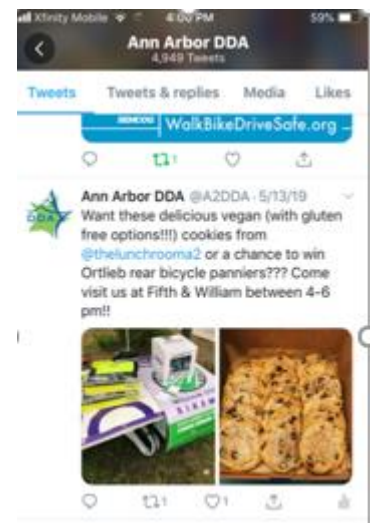 Xfinity Mobile 4:00 PM 59%
Ann Arbor DDA
4,949 Tweets
Tweets Tweets & replies Media Likes
WalkBikeDriveSafe.org
1
Ann Arbor DDA @A2DDA · 5/13/19
Want these delicious vegan (with gluten
free options!!!) cookies from
@thelunchrooma2 or a chance to win
Ortlieb rear bicycle panniers??? Come
visit us at Fifth & William between 4-6
pm!!
1 1